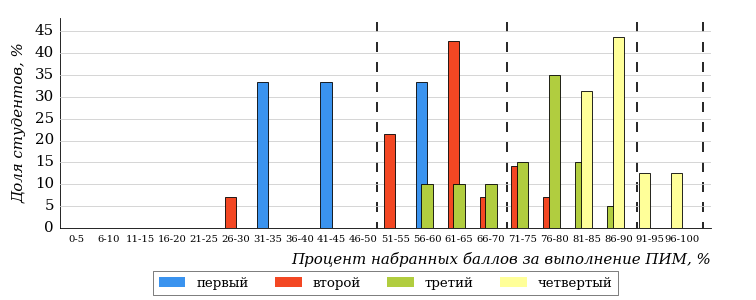 Доля студентов, %
45
40
35
30
25
20
15
10
5
0
0-5 6-10 11-15 16-20 21-25 26-30 31-35 36-40 41-45 46-50 51-55 56-60 61-65 66-70 71-75 76-80 81-85 86-90 91-95 96-100
Процент набранных баллов за выполнение ПИМ, %
первый второй третий четвертый